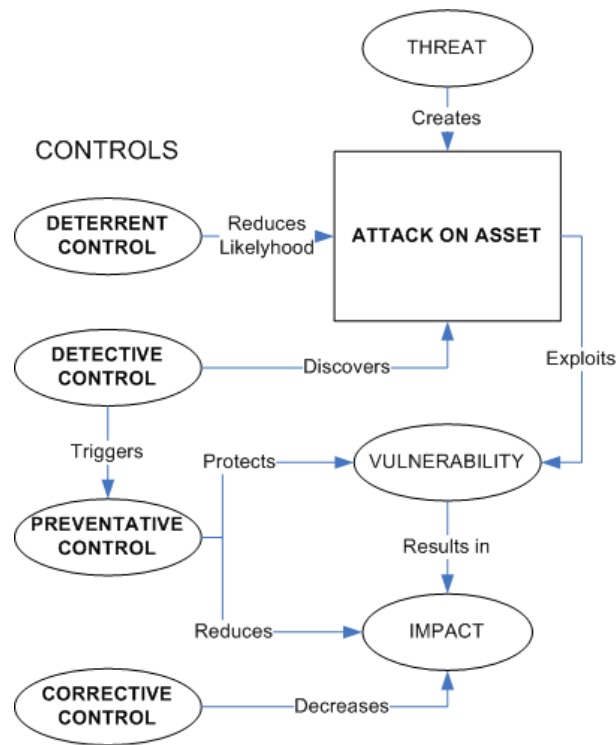 THREAT
Creates
CONTROLS
DETERRENT
CONTROL
Reduces
Likelyhood
ATTACK ON ASSET
DETECTIVE
CONTROL
Discovers
Exploits
Triggers
Protects
VULNERABILITY
PREVENTATIVE
CONTROL
Results in
Reduces
IMPACT
CORRECTIVE
CONTROL
Decreases